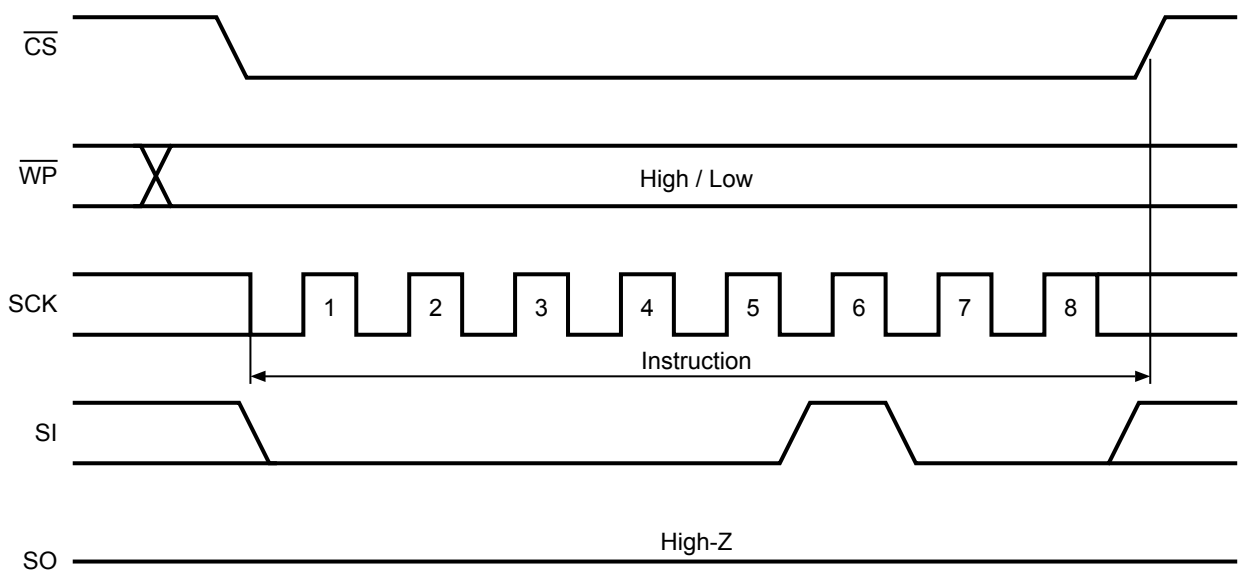 CS
WP
High / Low
SCK
1 2 3 4 5 6 7 8
Instruction
SI
High-Z
SO